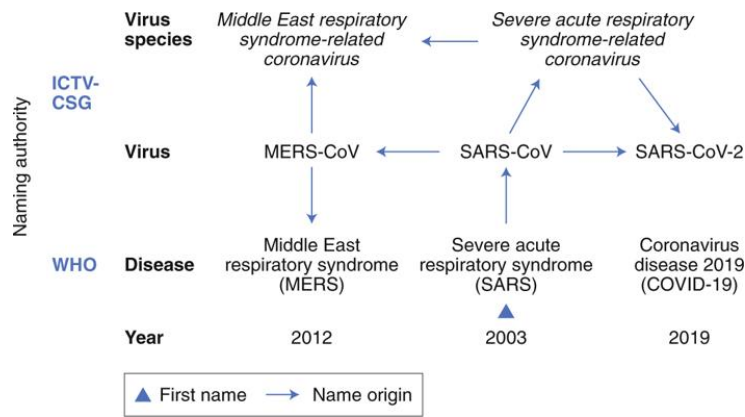 Naming authority
ICTV-
CSG
Virus
species
Middle East respiratory
syndrome-related
coronavirus
Severe acute respiratory
syndrome-related
coronavirus
Virus
MERS-CoV
SARS-CoV
SARS-CoV-2
WHO
Disease
Middle East
respiratory syndrome
(MERS)
Severe acute
respiratory syndrome
(SARS)
Coronavirus
disease 2019
(COVID-19)
Year
2012
2003
2019
First name
Name origin